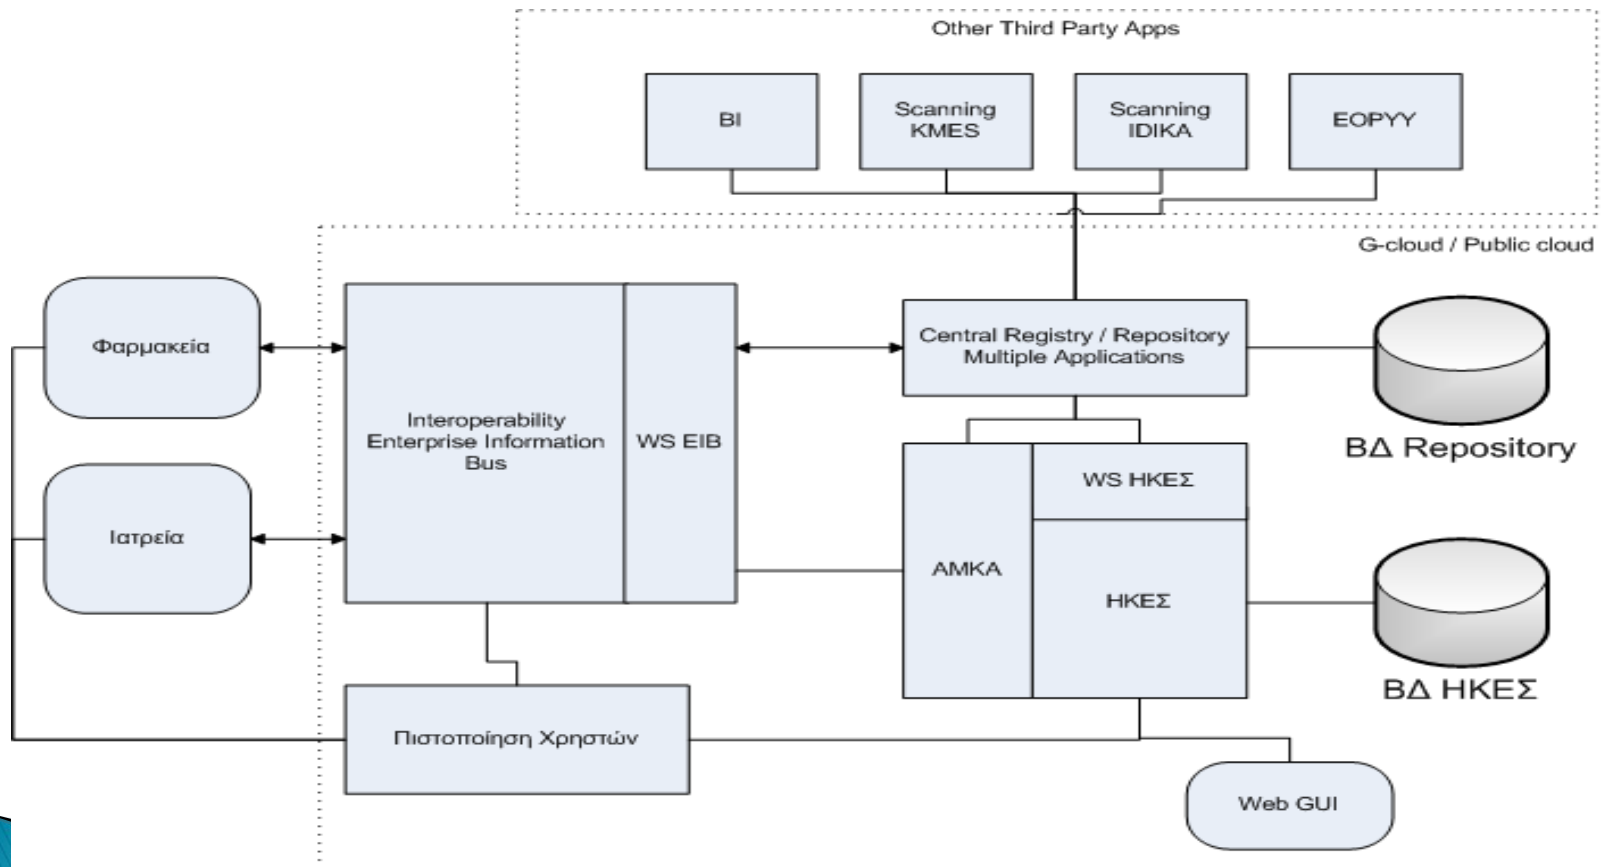 Other Third Party Apps
BI
Scanning
KMES
Scanning
IDIKA
ΕΟΡΥΥ
G-cloud / Public cloud
Φαρμακεία
Interoperability
Enterprise Information
Bus
WS EIB
Central Registry / Repository
Multiple Applications
ΒΔ Repository
Ιατρεία
WS ΗΚΕΣ
ΑΜΚΑ
ΗΚΕΣ
ΒΔ ΗΚΕΣ
Πιστοποίηση Χρηστών
Web GUI